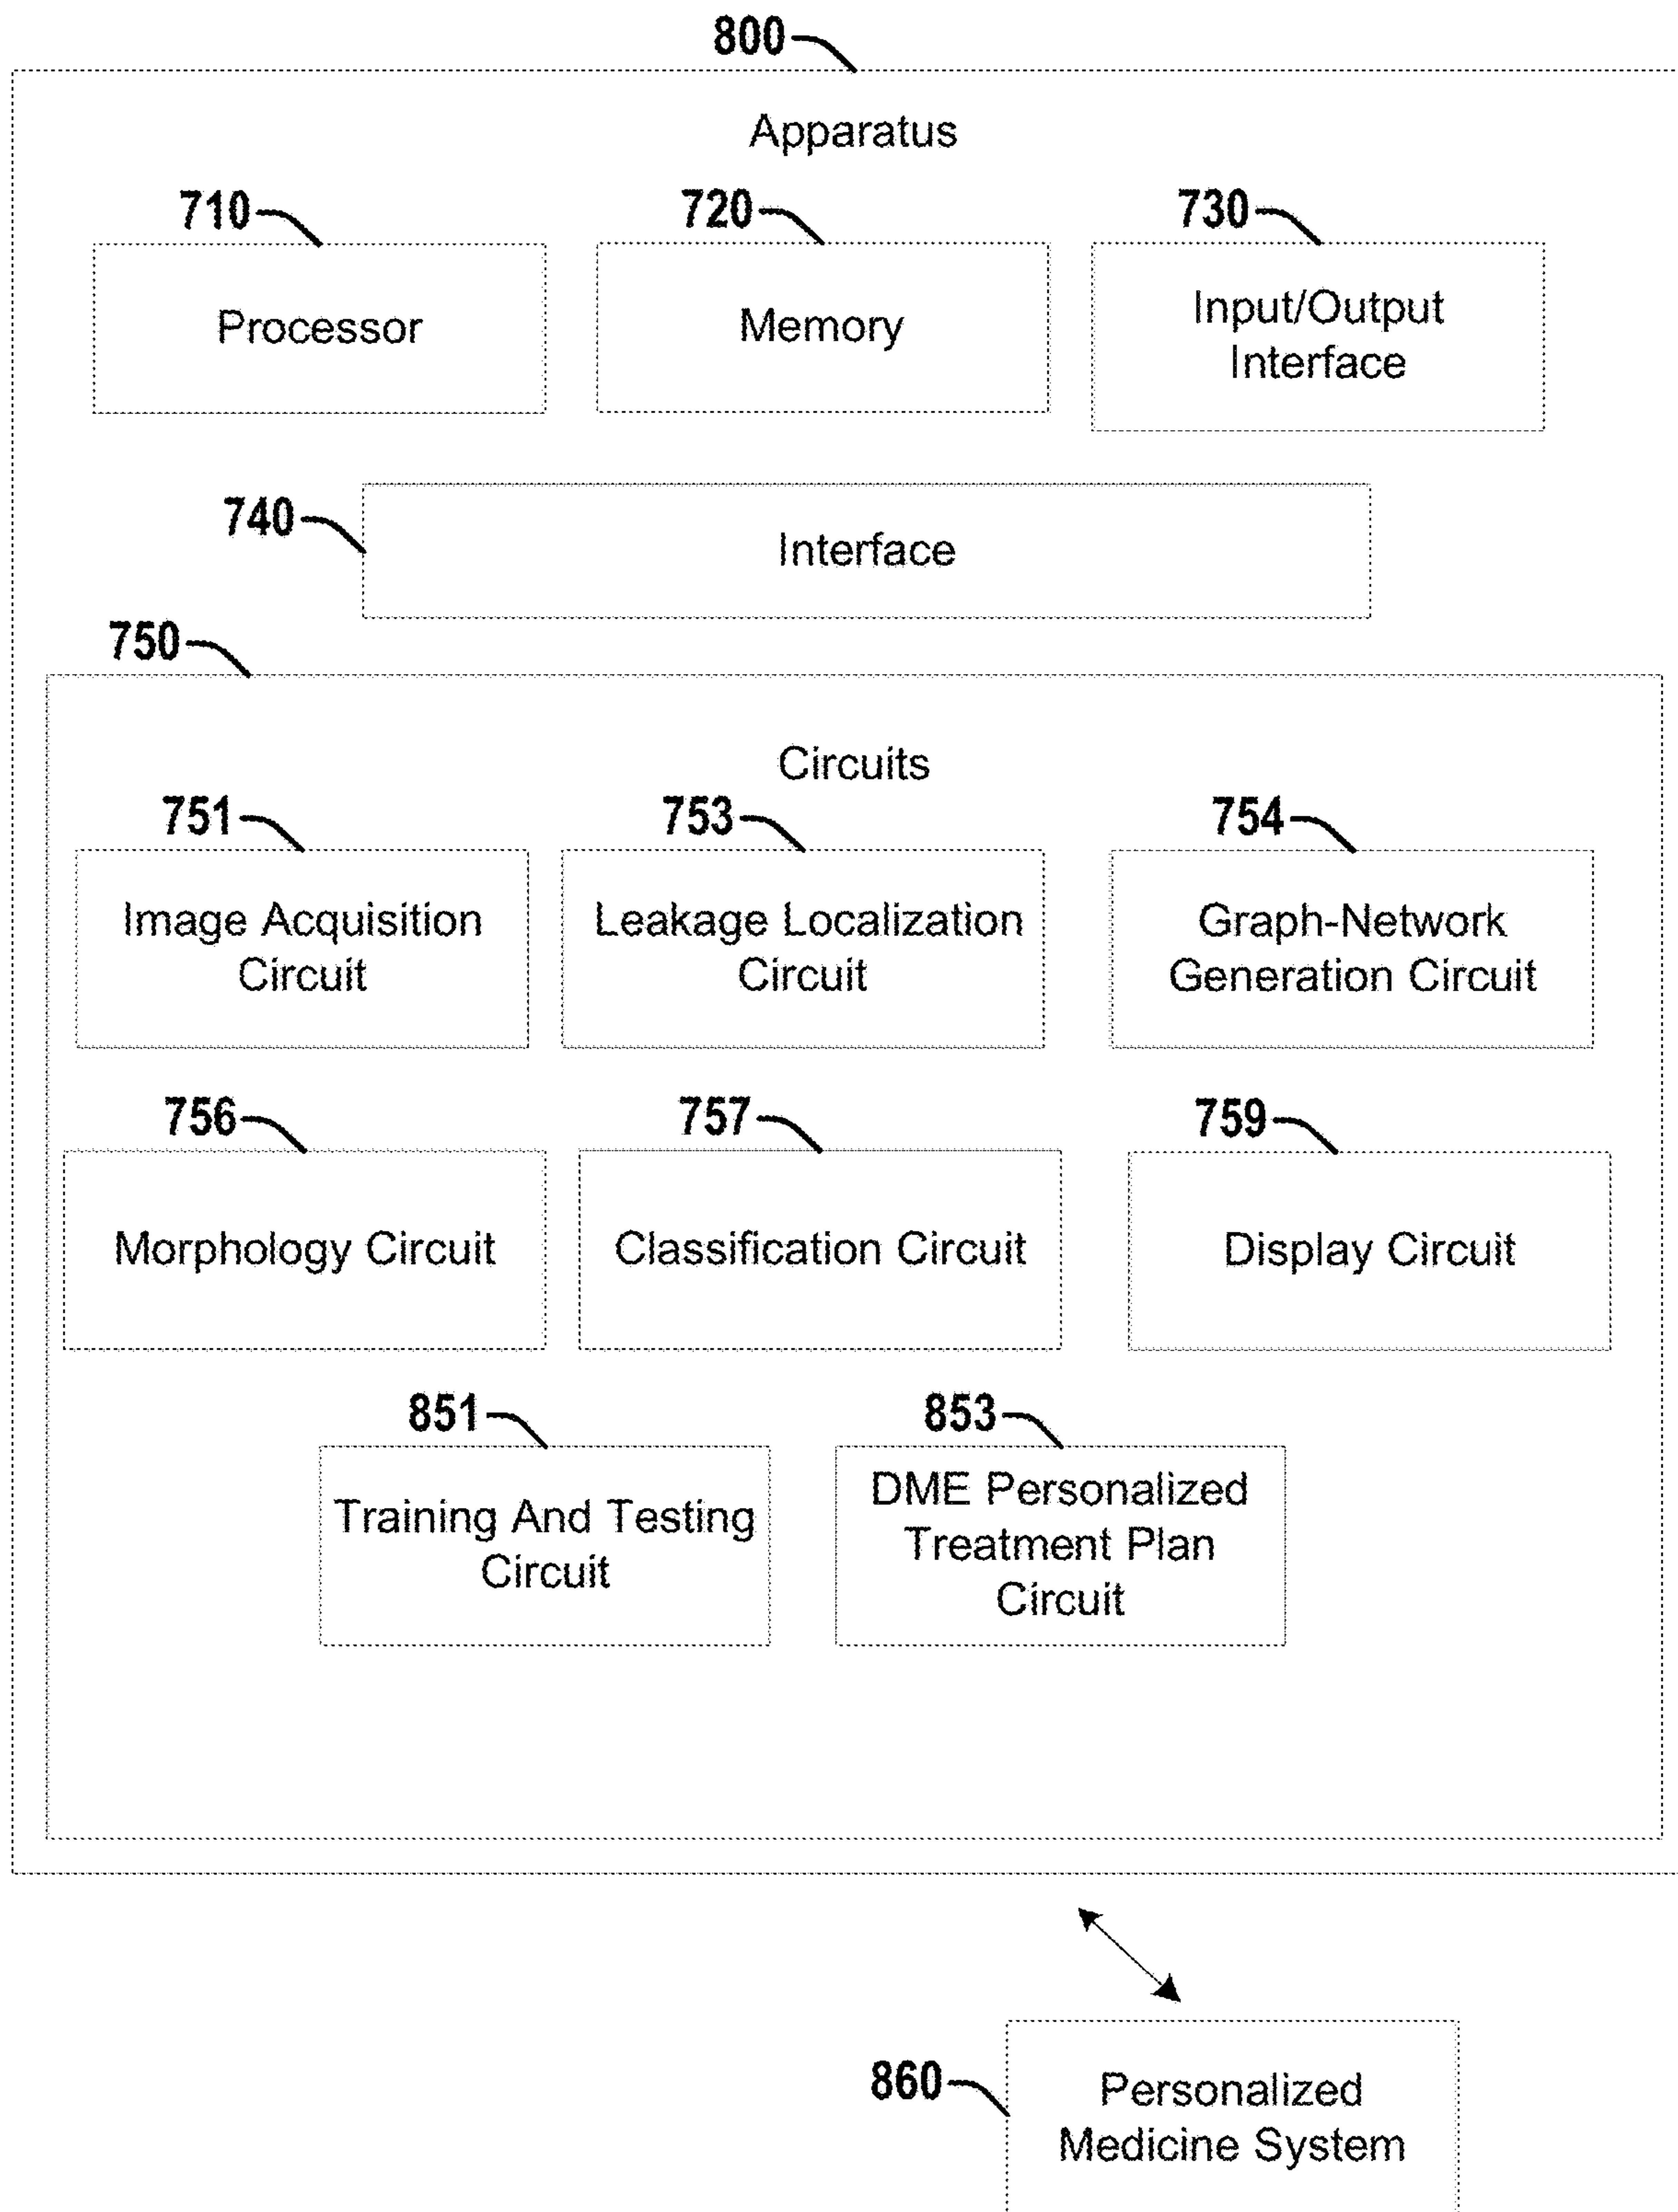 800
Apparatus
710
720
730
Processor
Memory
Input/Output
Interface
740
Interface
750
Circuits
751
753
754
Image Acquisition
Circuit
Leakage Localization
Circuit
Graph-Network
Generation Circuit
756
757
759
Morphology Circuit
Classification Circuit
Display Circuit
851
853
Training And Testing
Circuit
DME Personalized
Treatment Plan
Circuit
860
Personalized
Medicine System